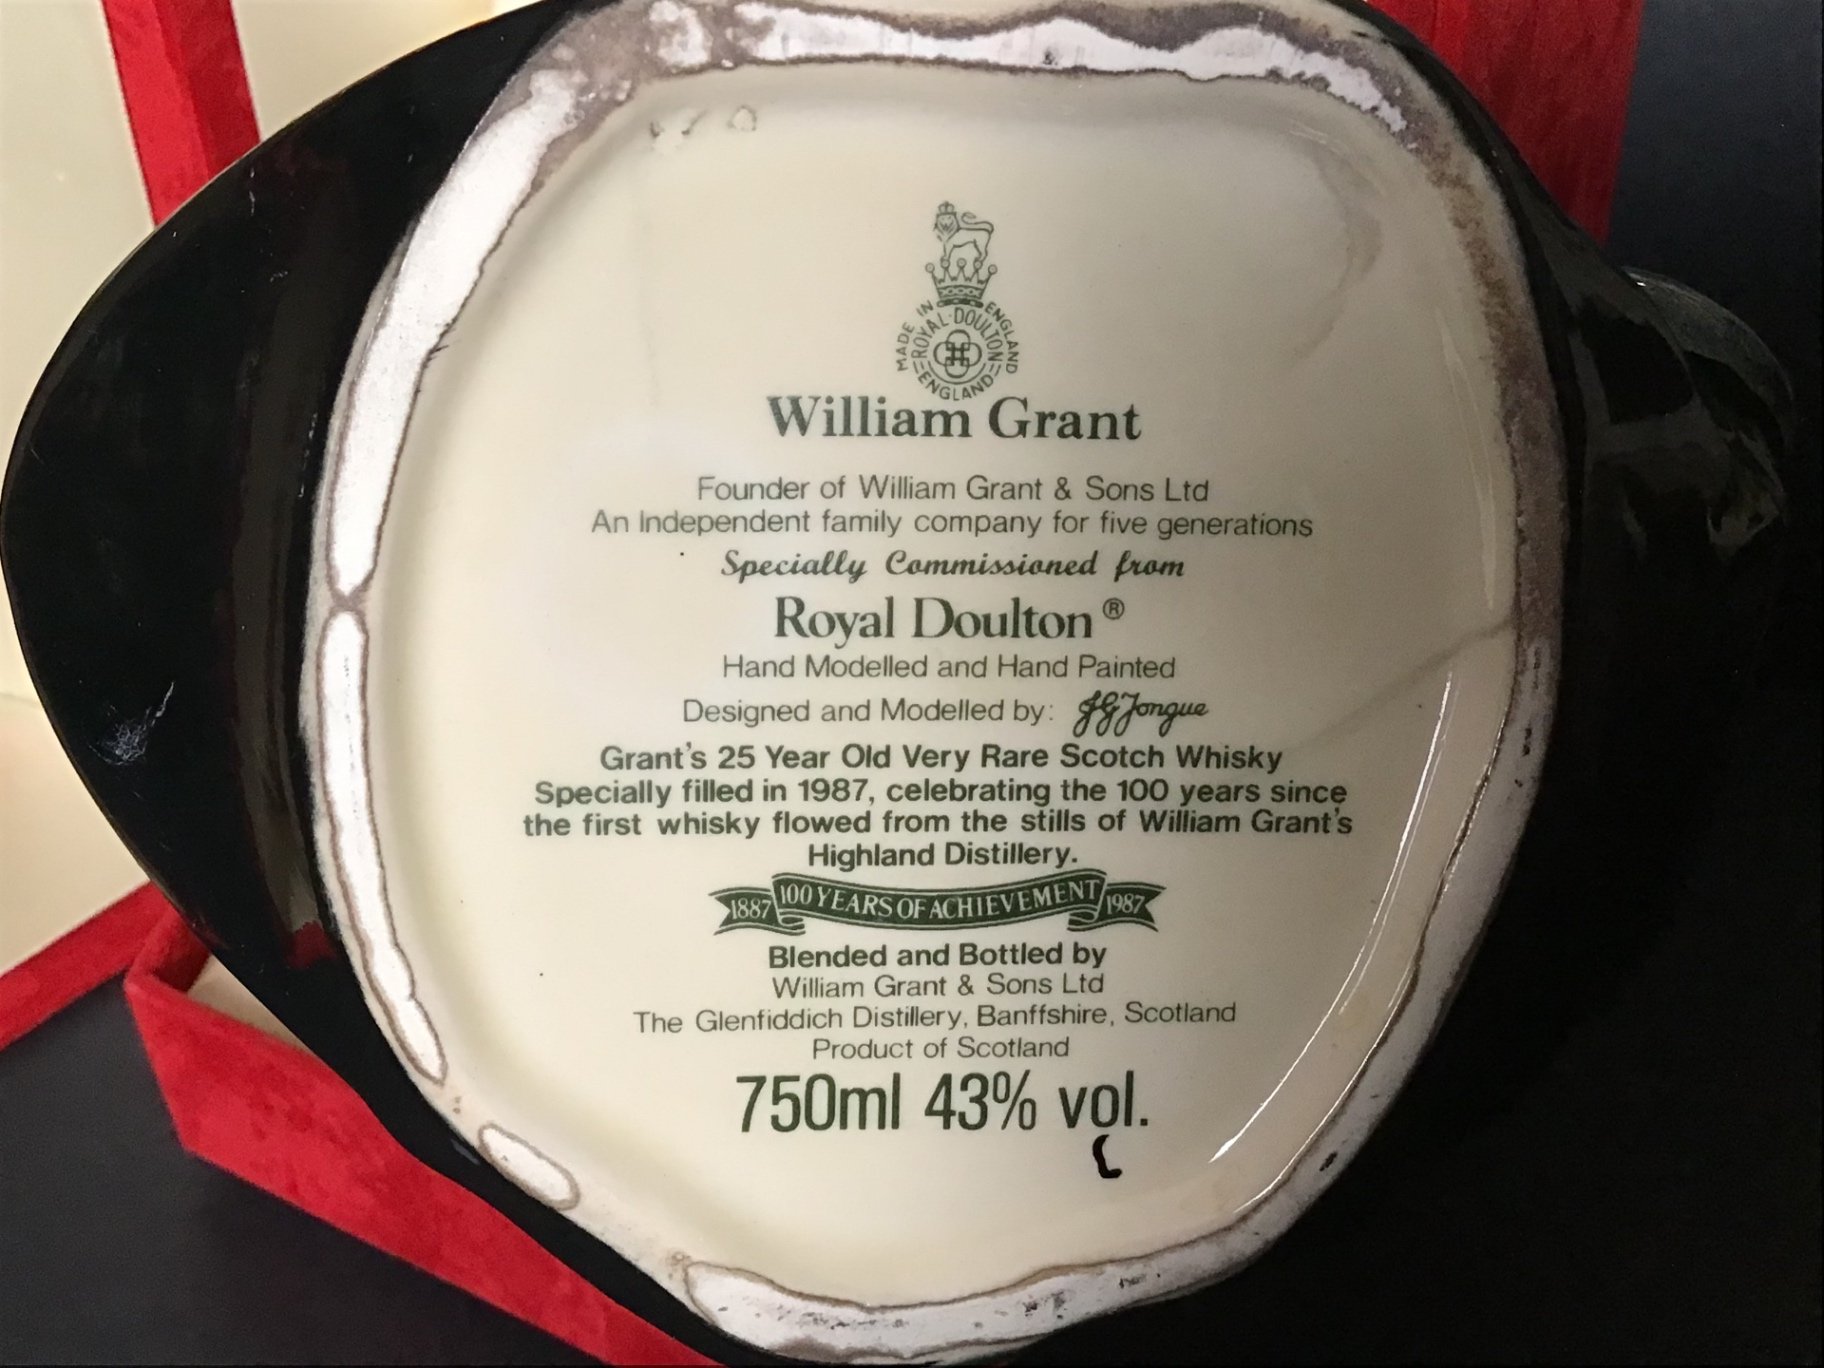 MADE IN ENGLAND
ROYAL·DOULTON
ENGLAND
William Grant
Founder of William Grant & Sons Ltd
An Independent family company for five generations
Specially Commissioned from
Royal Doulton®
Hand Modelled and Hand Painted
Designed and Modelled by: JGJongue
Grant's 25 Year Old Very Rare Scotch Whisky
Specially filled in 1987, celebrating the 100 years since
the first whisky flowed from the stills of William Grant's
Highland Distillery.
1887 100 YEARS OF ACHIEVEMENT 1987
Blended and Bottled by
William Grant & Sons Ltd
The Glenfiddich Distillery, Banffshire, Scotland
Product of Scotland
750ml 43% vol.